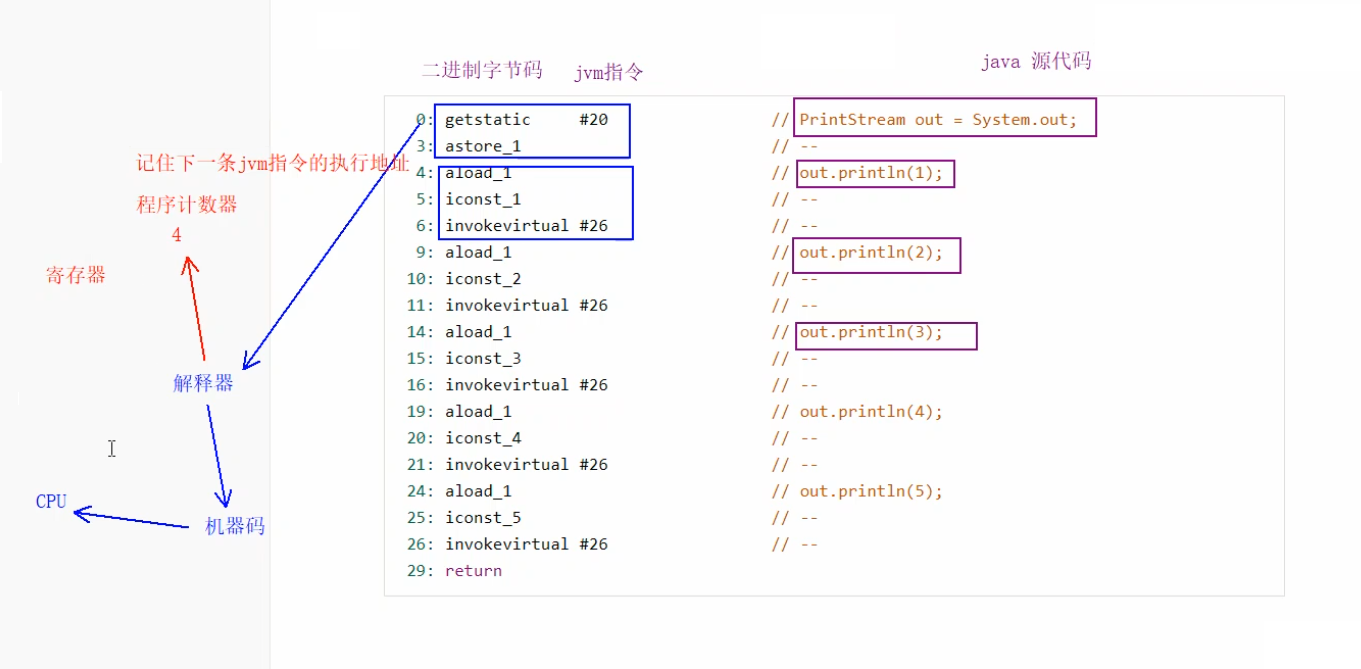 二进制字节码 jvm指令 java 源代码
0: getstatic #20 // PrintStream out = System.out;
3: astore_1 // --
记住下一条jvm指令的执行地址
4: aload_1 // out.println(1);
5: iconst_1 // --
程序计数器
6: invokevirtual #26 // --
4
9: aload_1 // out.println(2);
寄存器
10: iconst_2 // --
11: invokevirtual #26 // --
14: aload_1 // out.println(3);
15: iconst_3 // --
解释器
16: invokevirtual #26 // --
19: aload_1 // out.println(4);
20: iconst_4 // --
21: invokevirtual #26 // --
24: aload_1 // out.println(5);
CPU
25: iconst_5 // --
机器码
26: invokevirtual #26 // --
29: return